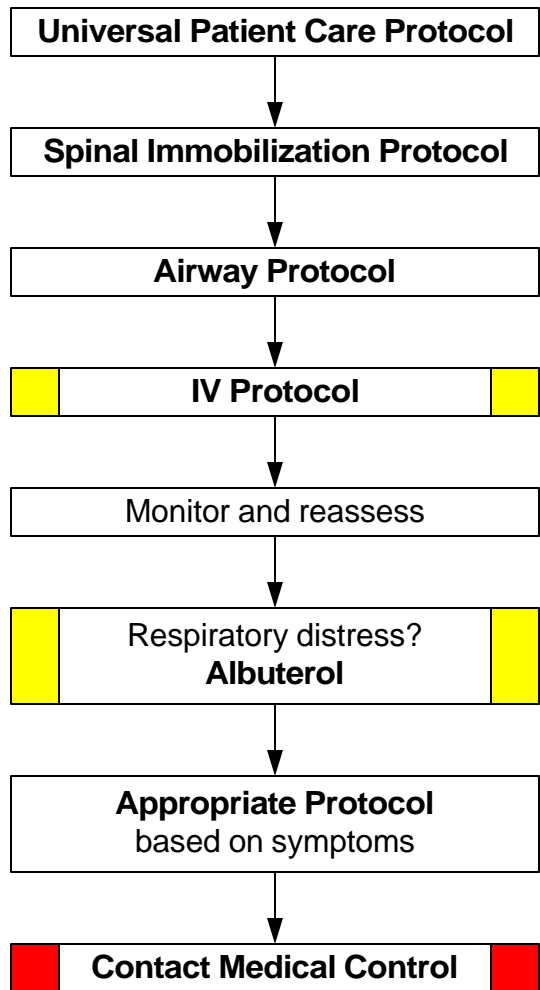 Universal Patient Care Protocol
Spinal Immobilization Protocol
Airway Protocol
IV Protocol
Monitor and reassess
Respiratory distress?
Albuterol
Appropriate Protocol
based on symptoms
Contact Medical Control